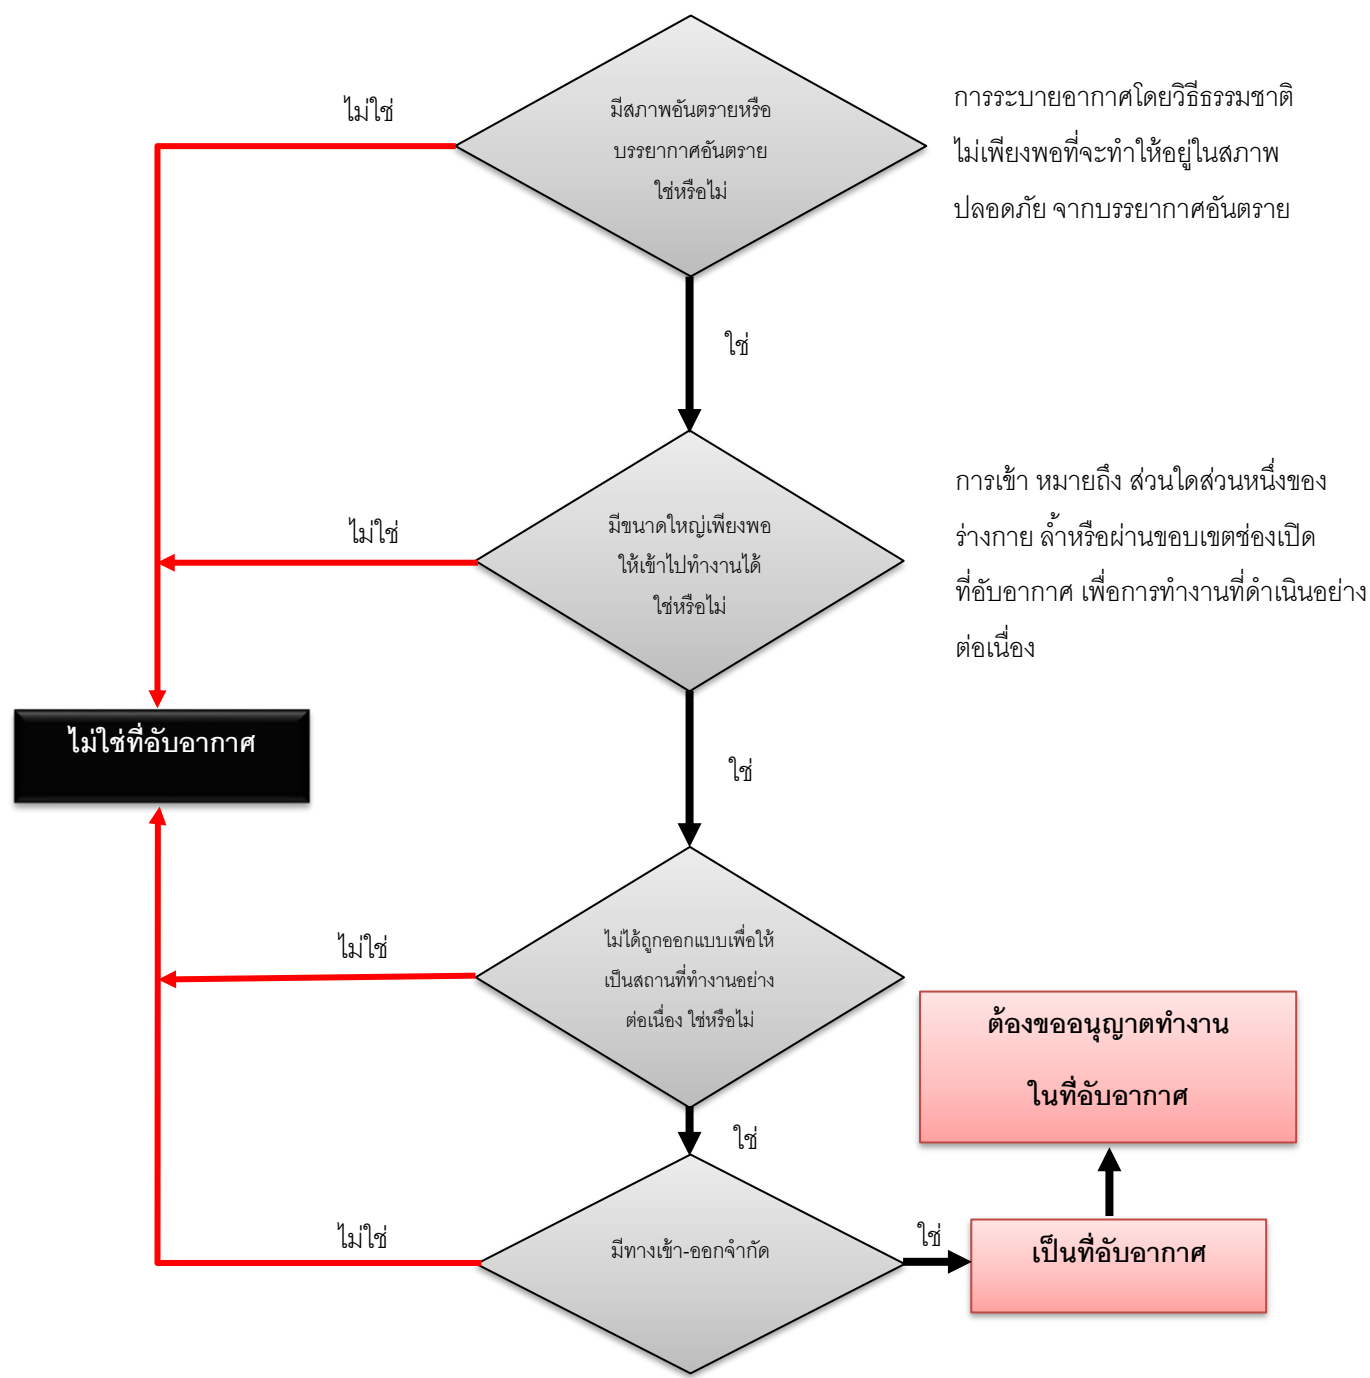 ไม่ใช่
มีสภาพอันตรายหรือ
บรรยากาศอันตราย
ใช่หรือไม่
การระบายอากาศโดยวิธีธรรมชาติ
ไม่เพียงพอที่จะทำให้อยู่ในสภาพ
ปลอดภัย จากบรรยากาศอันตราย
ใช่
ไม่ใช่
มีขนาดใหญ่เพียงพอ
ให้เข้าไปทำงานได้
ใช่หรือไม่
การเข้า หมายถึง ส่วนใดส่วนหนึ่งของ
ร่างกาย ล้ำหรือผ่านขอบเขตช่องเปิด
ที่อับอากาศ เพื่อการทำงานที่ดำเนินอย่าง
ต่อเนื่อง
ไม่ใช่ที่อับอากาศ
ใช่
ไม่ใช่
ไม่ได้ถูกออกแบบเพื่อให้
เป็นสถานที่ทำงานอย่าง
ต่อเนื่อง ใช่หรือไม่
ต้องขออนุญาตทำงาน
ในที่อับอากาศ
ใช่
ไม่ใช่
มีทางเข้า-ออกจำกัด
ใช่
เป็นที่อับอากาศ